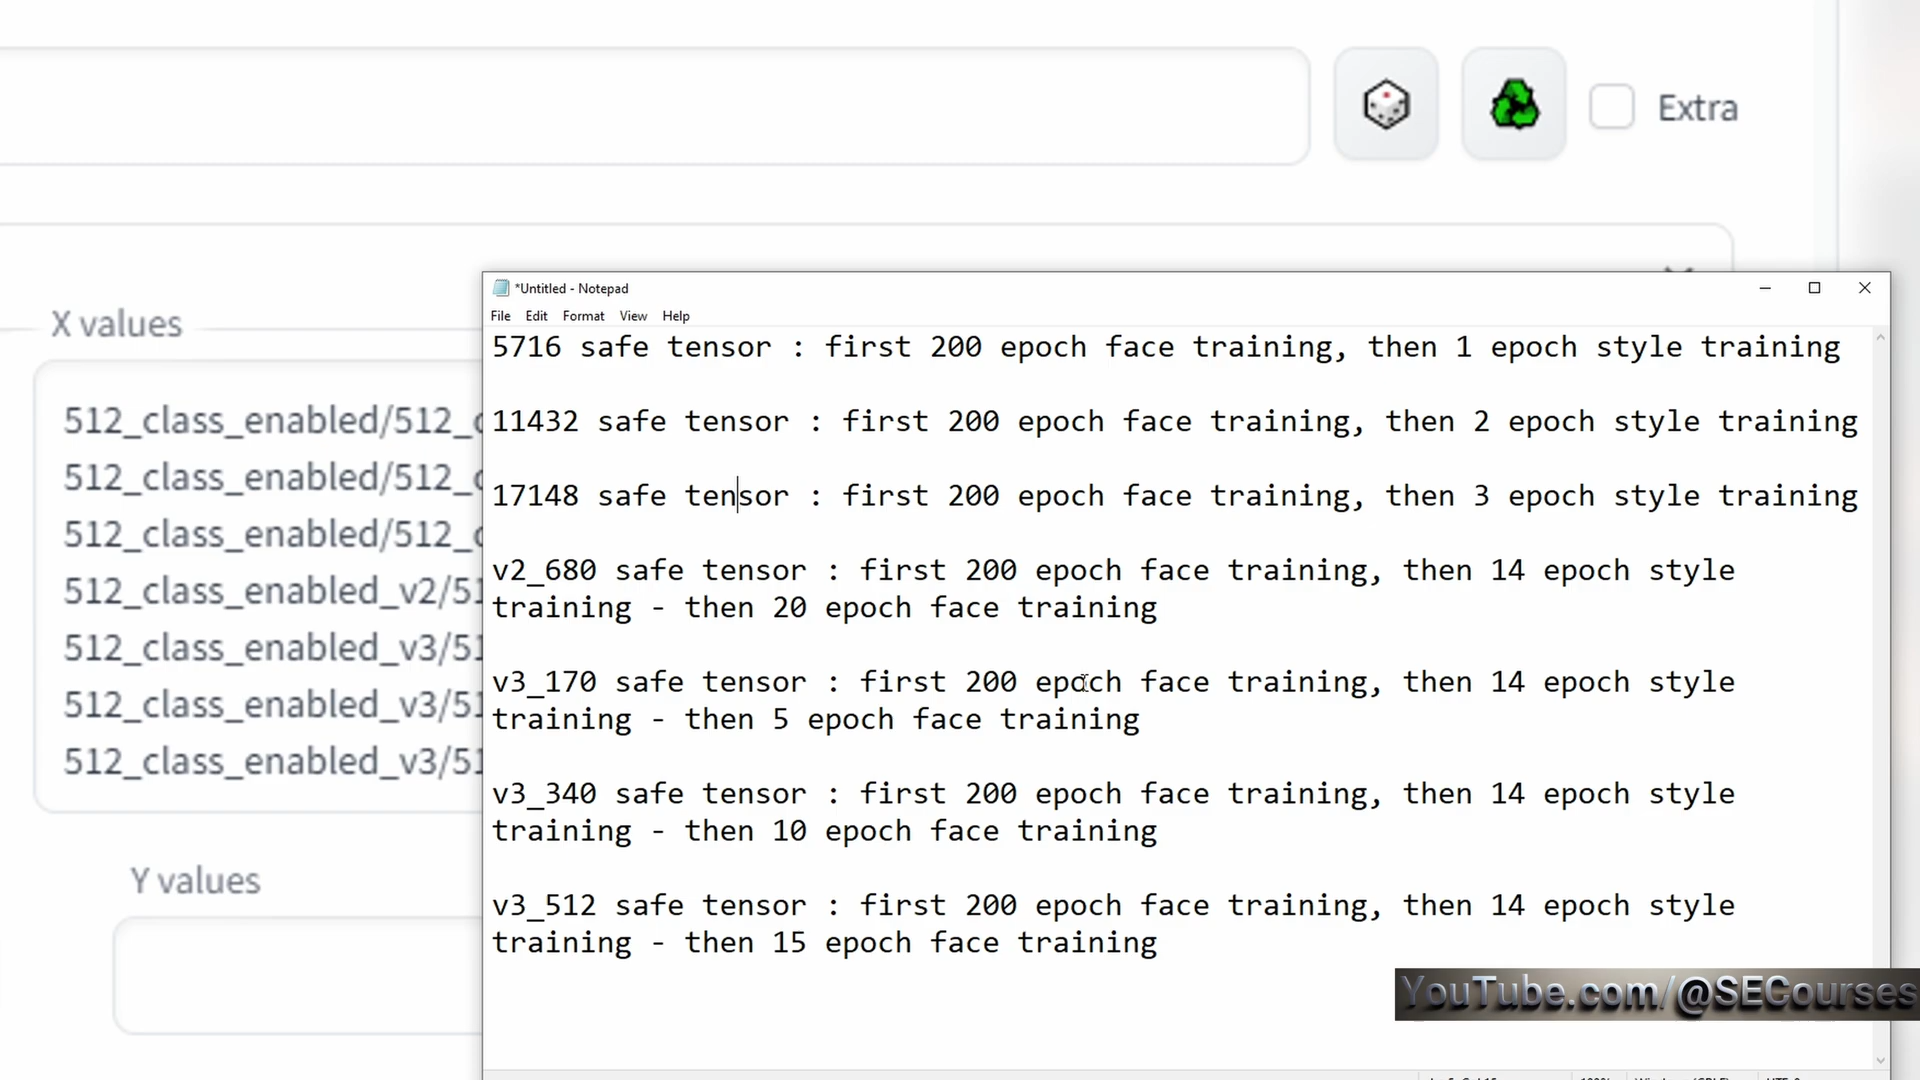 Extra
*Untitled - Notepad
File Edit Format View Help
X values
512_class_enabled/512_
512_class_enabled/512_
512_class_enabled/512_
512_class_enabled_v2/51
512_class_enabled_v3/51
512_class_enabled_v3/51
512_class_enabled_v3/51
Y values
5716 safe tensor : first 200 epoch face training, then 1 epoch style training
11432 safe tensor : first 200 epoch face training, then 2 epoch style training
17148 safe tensor : first 200 epoch face training, then 3 epoch style training
v2_680 safe tensor : first 200 epoch face training, then 14 epoch style
training - then 20 epoch face training
v3_170 safe tensor : first 200 epoch face training, then 14 epoch style
training - then 5 epoch face training
v3_340 safe tensor : first 200 epoch face training, then 14 epoch style
training - then 10 epoch face training
v3_512 safe tensor : first 200 epoch face training, then 14 epoch style
training - then 15 epoch face training
YouTube.com/@SECourses